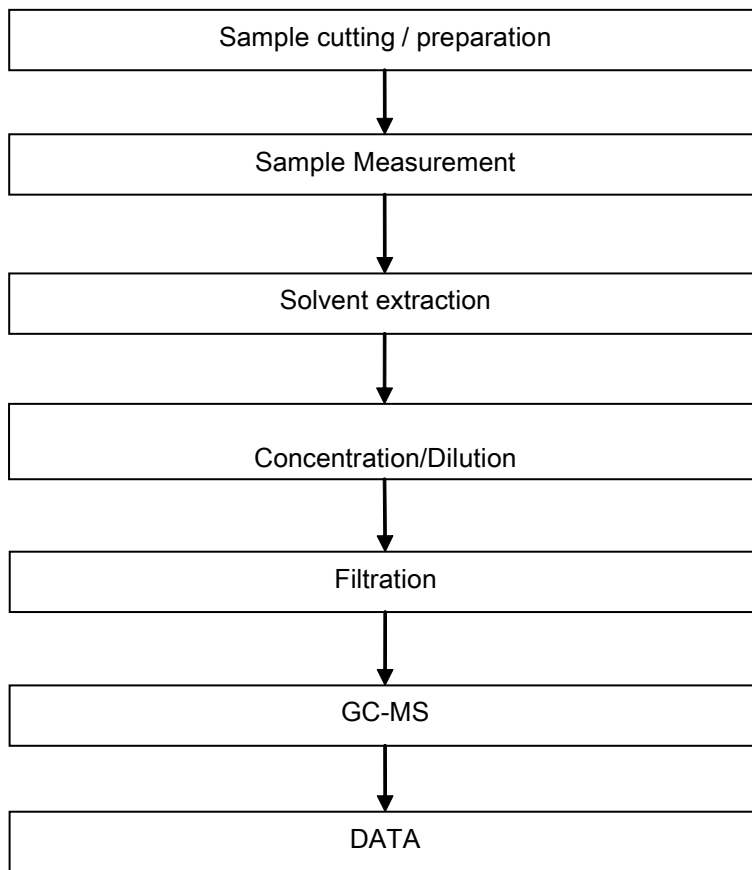 Sample cutting / preparation
Sample Measurement
Solvent extraction
Concentration/Dilution
Filtration
GC-MS
DATA